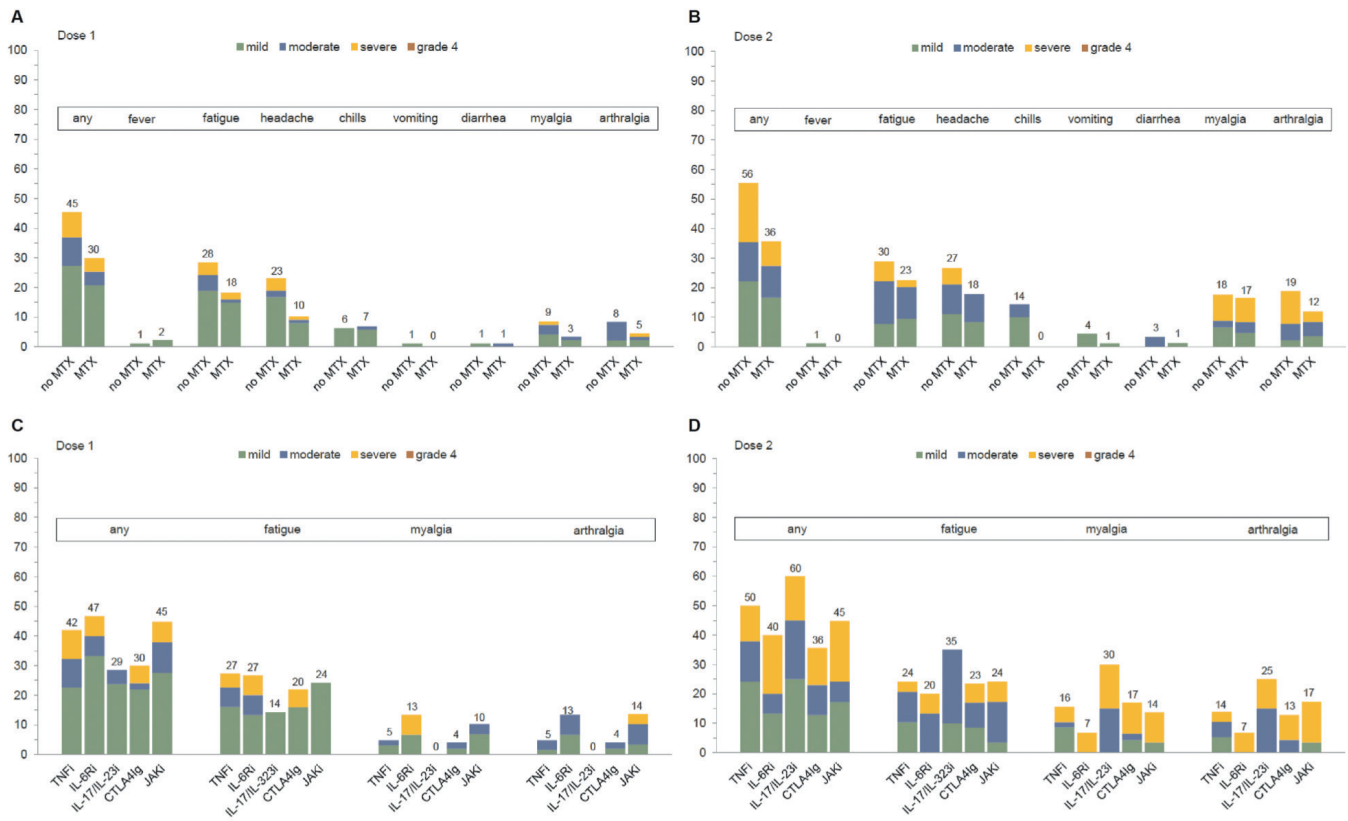 A
Dose 1
mild moderate severe grade 4
100
90
80
70
60
50
40
30
20
10
0
any fever fatigue headache chills vomiting diarrhea myalgia arthralgia
45 30 1 2 28 18 23 10 6 7 1 0 1 1 9 3 8 5
no MTX MTX no MTX MTX no MTX MTX no MTX MTX no MTX MTX no MTX MTX no MTX MTX no MTX MTX no MTX MTX
B
Dose 2
mild moderate severe grade 4
100
90
80
70
60
50
40
30
20
10
0
any fever fatigue headache chills vomiting diarrhea myalgia arthralgia
56 36 1 0 30 23 27 18 14 0 4 1 3 1 18 17 19 12
no MTX MTX no MTX MTX no MTX MTX no MTX MTX no MTX MTX no MTX MTX no MTX MTX no MTX MTX no MTX MTX
C
Dose 1
mild moderate severe grade 4
100
90
80
70
60
50
40
30
20
10
0
any fatigue myalgia arthralgia
42 47 29 30 45 27 27 14 20 24 5 13 0 4 10 5 13 0 4 14
TNFi IL-6Ri IL-17/IL-23i CTLA4Ig JAKi TNFi IL-6Ri IL-17/IL-323i CTLA4Ig JAKi TNFi IL-6Ri IL-17/IL-23i CTLA4Ig JAKi TNFi IL-6Ri IL-17/IL-23i CTLA4Ig JAKi
D
Dose 2
mild moderate severe grade 4
100
90
80
70
60
50
40
30
20
10
0
any fatigue myalgia arthralgia
50 40 60 36 45 24 20 35 23 24 16 7 30 17 14 14 7 25 13 17
TNFi IL-6Ri IL-17/IL-23i CTLA4Ig JAKi TNFi IL-6Ri IL-17/IL-323i CTLA4Ig JAKi TNFi IL-6Ri IL-17/IL-23i CTLA4Ig JAKi TNFi IL-6Ri IL-17/IL-23i CTLA4Ig JAKi